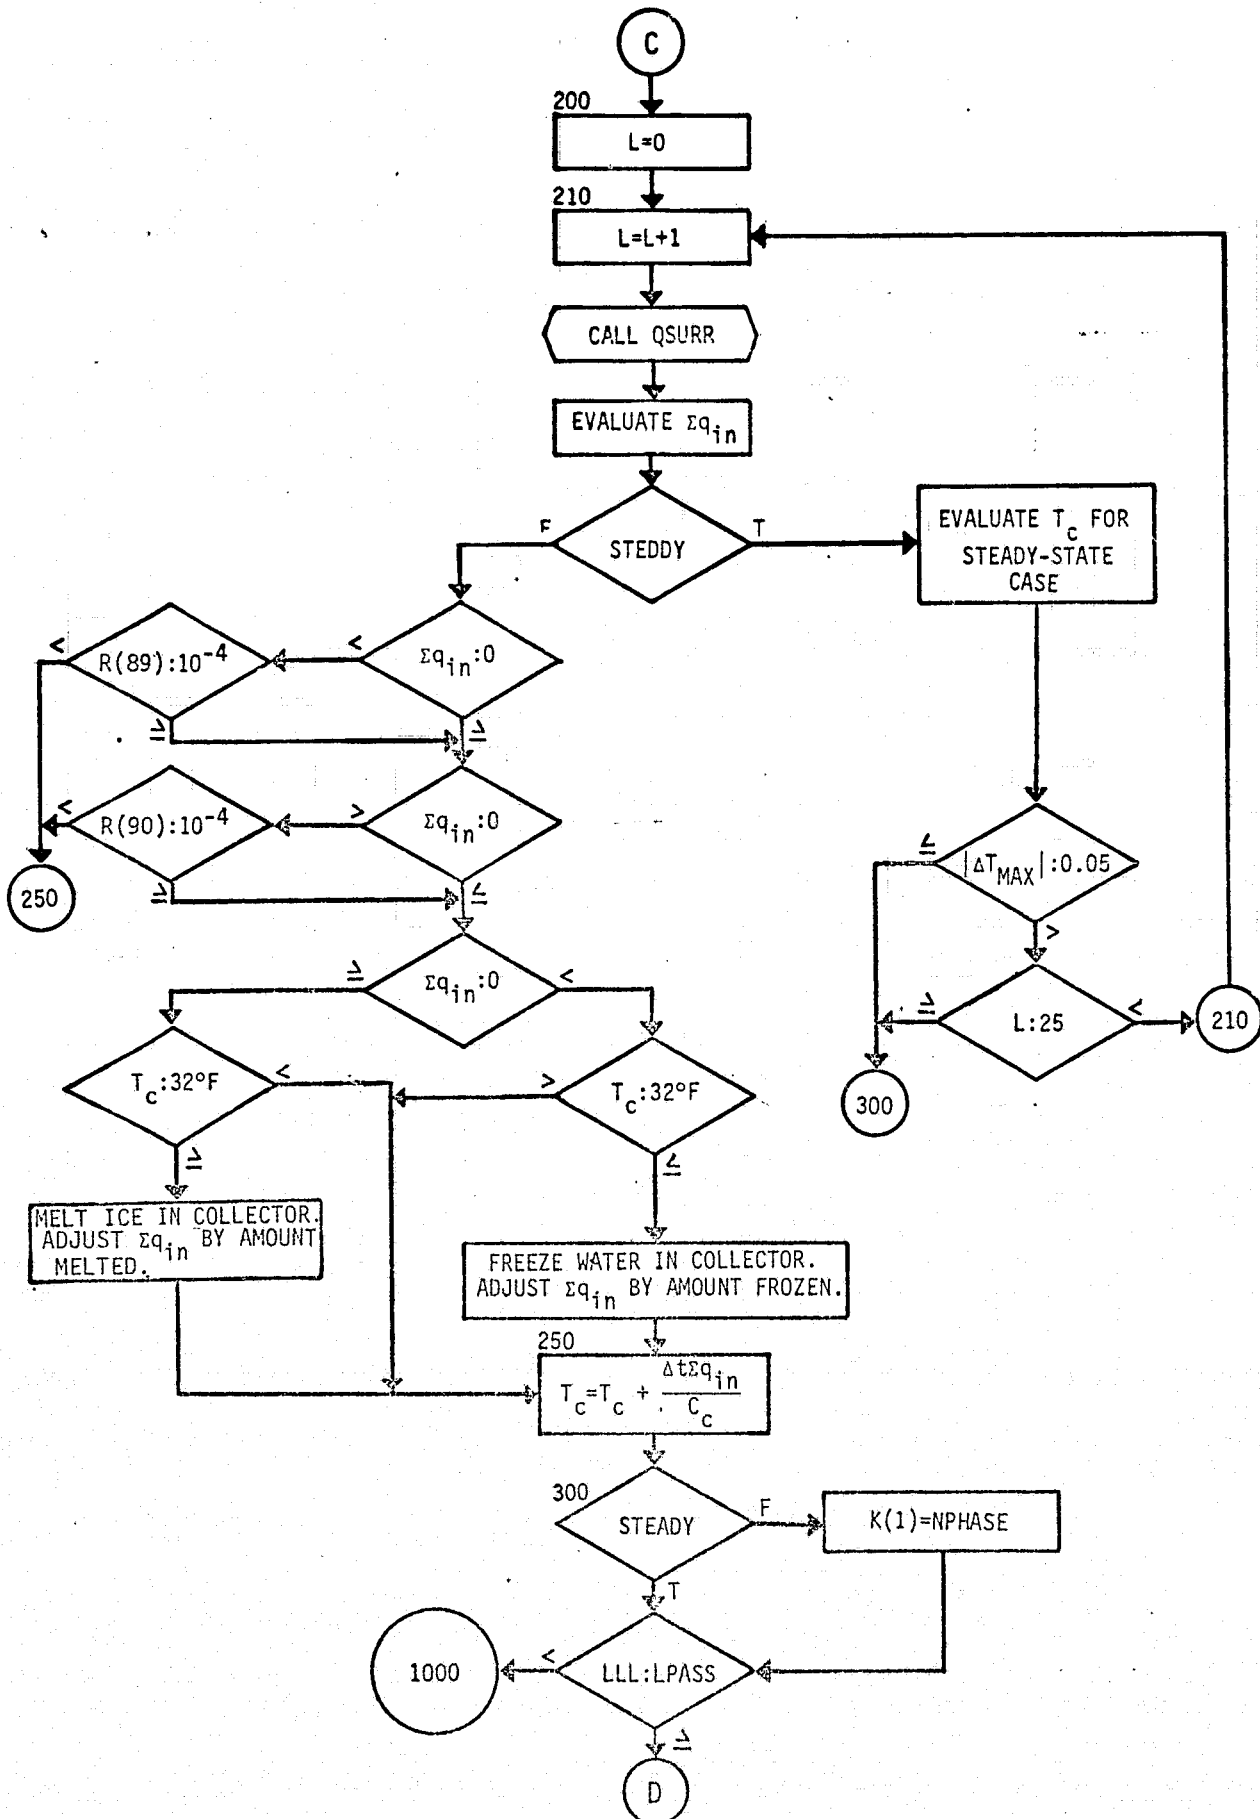 C
200
L=0
210
L=L+1
CALL QSURR
EVALUATE Σq_in
F
STEDDY
T
EVALUATE T_c FOR
STEADY-STATE
CASE
<
R(89):10^-4
<
Σq_in:0
≥
≥
<
R(90):10^-4
>
Σq_in:0
≤
|ΔT_MAX|:0.05
250
≥
≤
>
≥
Σq_in:0
<
≥
L:25
<
210
T_c:32°F
<
>
T_c:32°F
300
≥
≤
MELT ICE IN COLLECTOR.
ADJUST Σq_in BY AMOUNT
MELTED.
FREEZE WATER IN COLLECTOR.
ADJUST Σq_in BY AMOUNT FROZEN.
250
T_c=T_c + ΔtΣq_in / C_c
300
STEADY
F
K(1)=NPHASE
T
1000
<
LLL:LPASS
≥
D